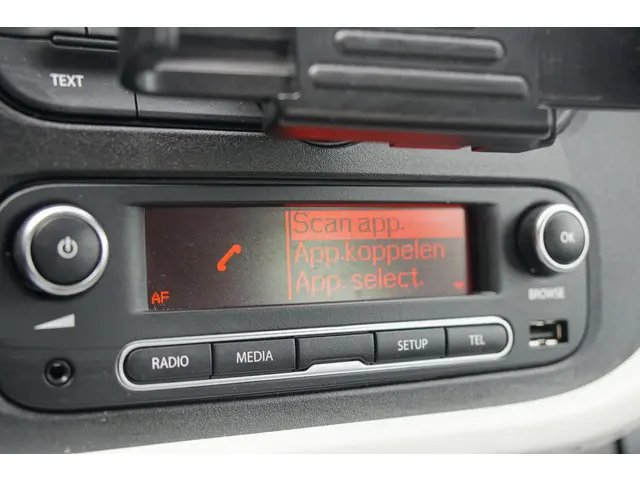 TEXT
Scan app.
App.koppelen
App. select.
AF
OK
BROWSE
RADIO
MEDIA
SETUP
TEL